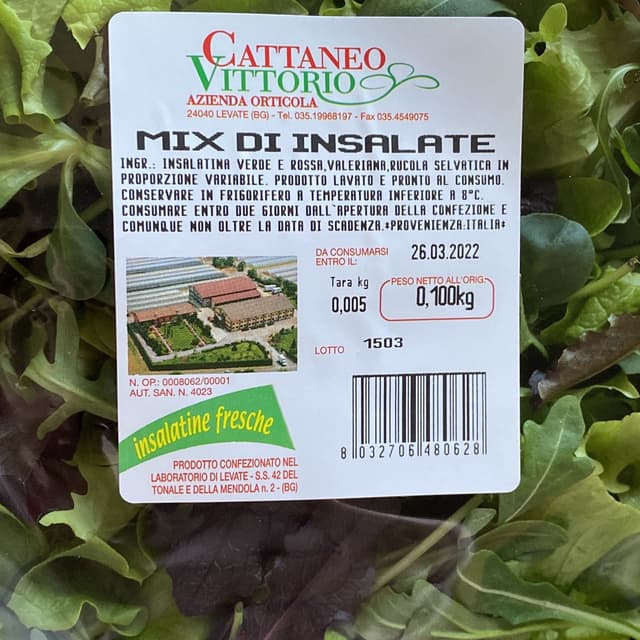 CATTANEO
VITTORIO
AZIENDA ORTICOLA
24040 LEVATE (BG) - Tel. 035.19968197 - Fax 035.4549075
MIX DI INSALATE
INGR.: INSALATINA VERDE E ROSSA,VALERIANA,RUCOLA SELVATICA IN
PROPORZIONE VARIABILE. PRODOTTO LAVATO E PRONTO AL CONSUMO.
CONSERVARE IN FRIGORIFERO A TEMPERATURA INFERIORE A 8°C.
CONSUMARE ENTRO DUE GIORNI DALL'APERTURA DELLA CONFEZIONE E
COMUNQUE NON OLTRE LA DATA DI SCADENZA.*PROVENIENZA:ITALIA*
DA CONSUMARSI
ENTRO IL:
26.03.2022
Tara kg
0,005
PESO NETTO ALL'ORIG.
0,100kg
LOTTO 1503
N. OP.: 0008062/00001
AUT. SAN. N. 4023
insalatine fresche
PRODOTTO CONFEZIONATO NEL
LABORATORIO DI LEVATE - S.S. 42 DEL
TONALE E DELLA MENDOLA n. 2 - (BG)
8 032706 480628